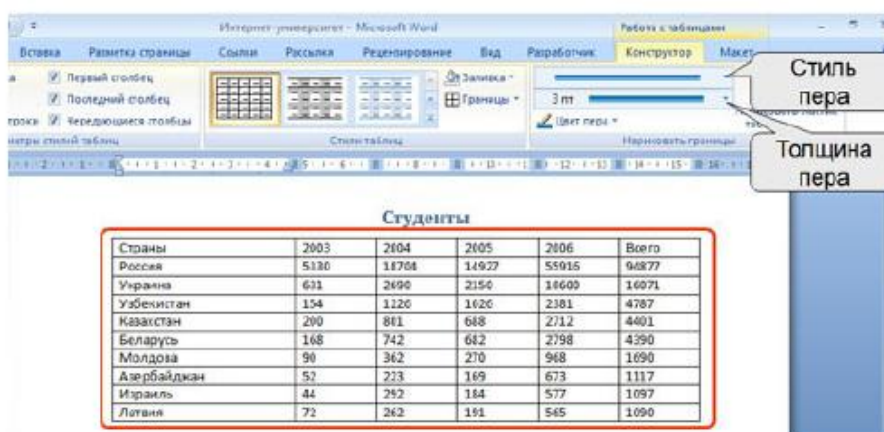 Интернет-университет - Microsoft Word
Работа с таблицами
Вставка Разметка страницы Ссылки Рассылки Рецензирование Вид Разработчик Конструктор Макет
Первый столбец
Последний столбец
Чередующиеся столбцы
Заливка
Границы
3 пт
Цвет пера
Стили таблиц
Нарисовать границы
Стиль
пера
Толщина
пера
Студенты
Страны 2003 2004 2005 2006 Всего
Россия 5330 18704 14927 55916 94877
Украина 631 2690 2150 10600 16071
Узбекистан 154 1226 1026 2381 4787
Казахстан 200 801 688 2712 4401
Беларусь 168 742 682 2798 4390
Молдова 90 362 270 968 1690
Азербайджан 52 223 169 673 1117
Израиль 44 292 184 577 1097
Латвия 72 262 191 565 1090